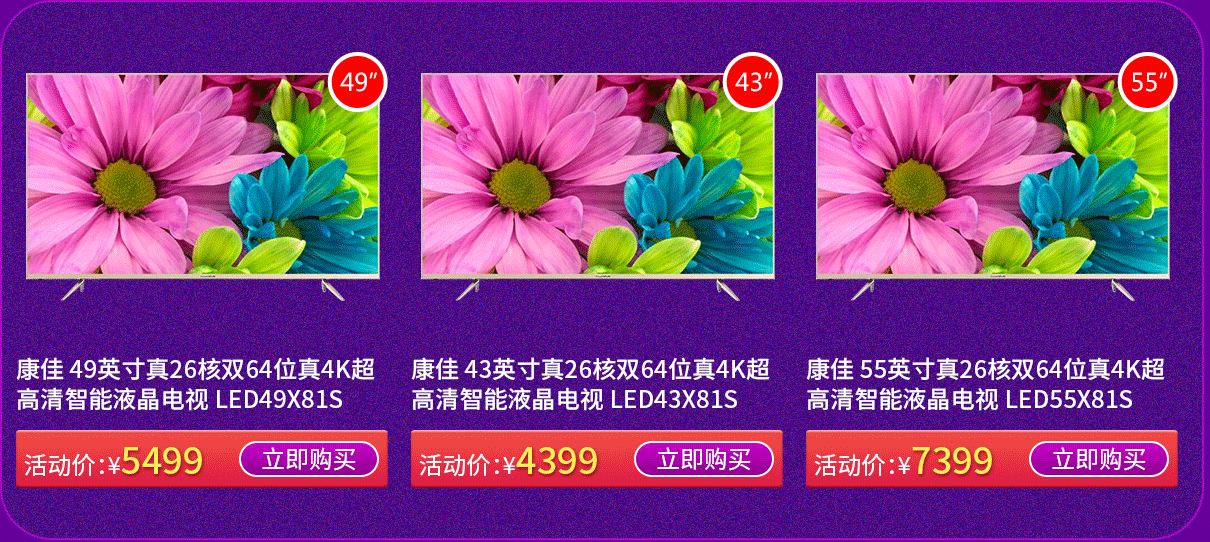 49"
43"
55"
康佳 49英寸真26核双64位真4K超
高清智能液晶电视 LED49X81S
康佳 43英寸真26核双64位真4K超
高清智能液晶电视 LED43X81S
康佳 55英寸真26核双64位真4K超
高清智能液晶电视 LED55X81S
活动价:¥5499 立即购买
活动价:¥4399 立即购买
活动价:¥7399 立即购买